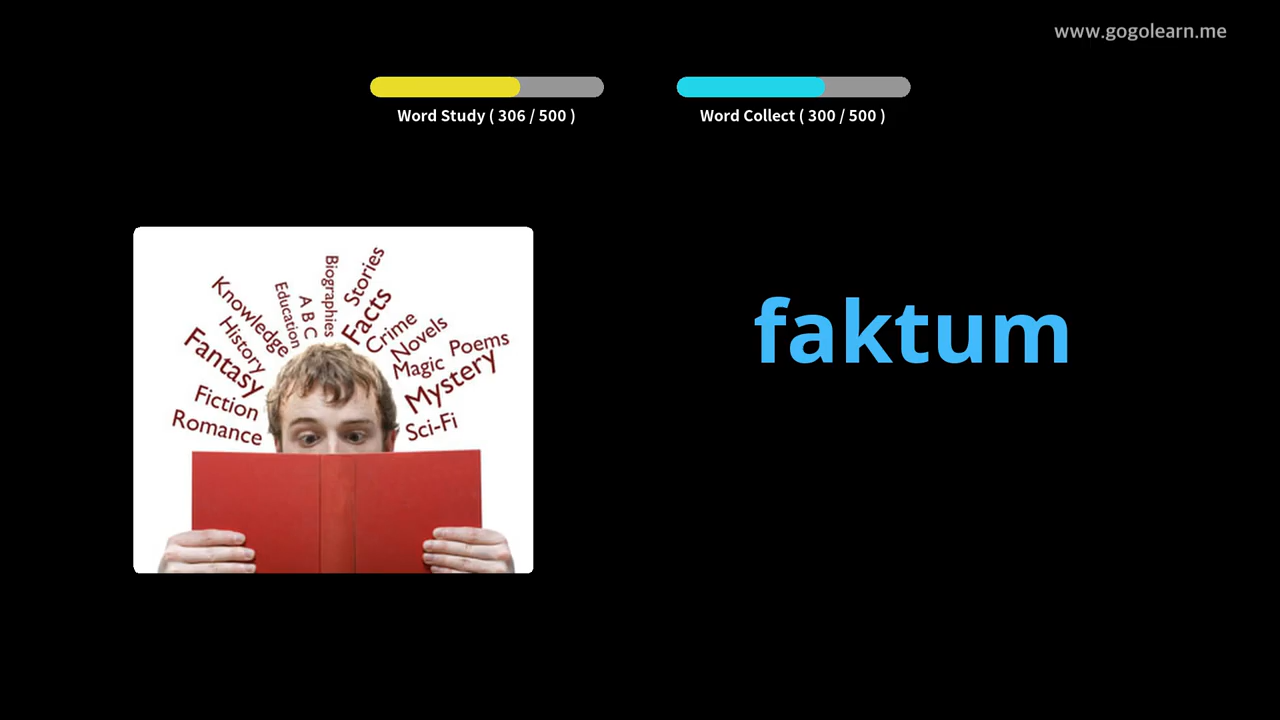 www.gogolearn.me
Word Study ( 306 / 500 )
Word Collect ( 300 / 500 )
faktum
Biographies
Stories
Education
A B C
Facts
Knowledge
History
Crime
Novels
Poems
Fantasy
Magic
Mystery
Fiction
Romance
Sci-Fi